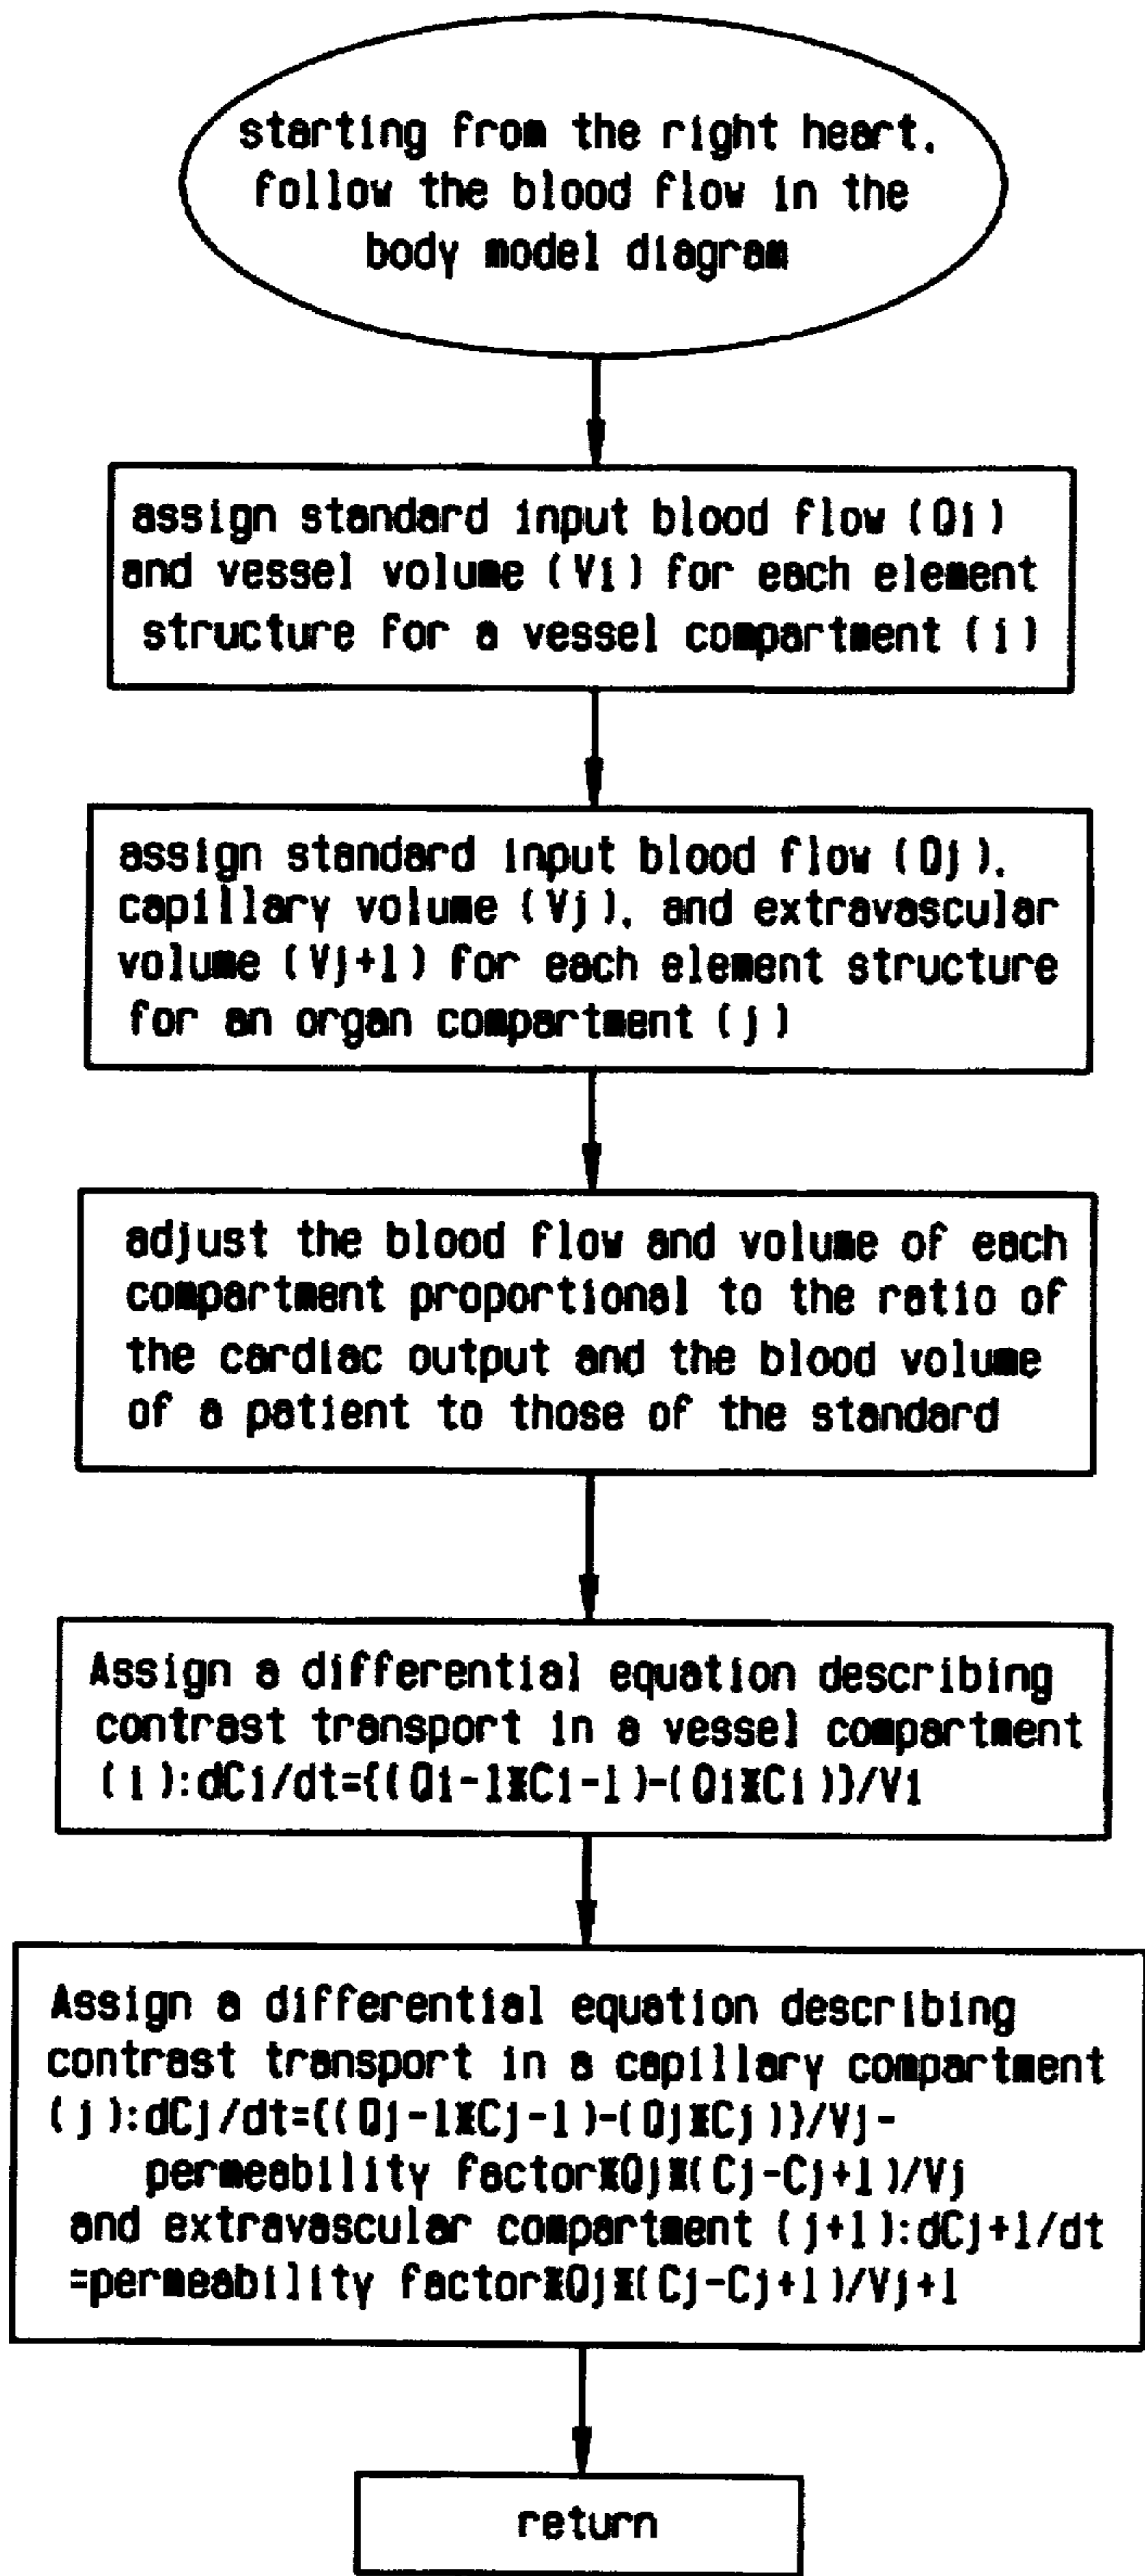 starting from the right heart,
follow the blood flow in the
body model diagram
assign standard input blood flow (Qi)
and vessel volume (Vi) for each element
structure for a vessel compartment (i)
assign standard input blood flow (Qj),
capillary volume (Vj), and extravascular
volume (Vj+1) for each element structure
for an organ compartment (j)
adjust the blood flow and volume of each
compartment proportional to the ratio of
the cardiac output and the blood volume
of a patient to those of the standard
Assign a differential equation describing
contrast transport in a vessel compartment
(i):dCi/dt={(Qi-1*Ci-1)-(Qi*Ci)}/Vi
Assign a differential equation describing
contrast transport in a capillary compartment
(j):dCj/dt={(Qj-1*Cj-1)-(Qj*Cj)}/Vj-
permeability factor*Qj*(Cj-Cj+1)/Vj
and extravascular compartment (j+1):dCj+1/dt
=permeability factor*Qj*(Cj-Cj+1)/Vj+1
return